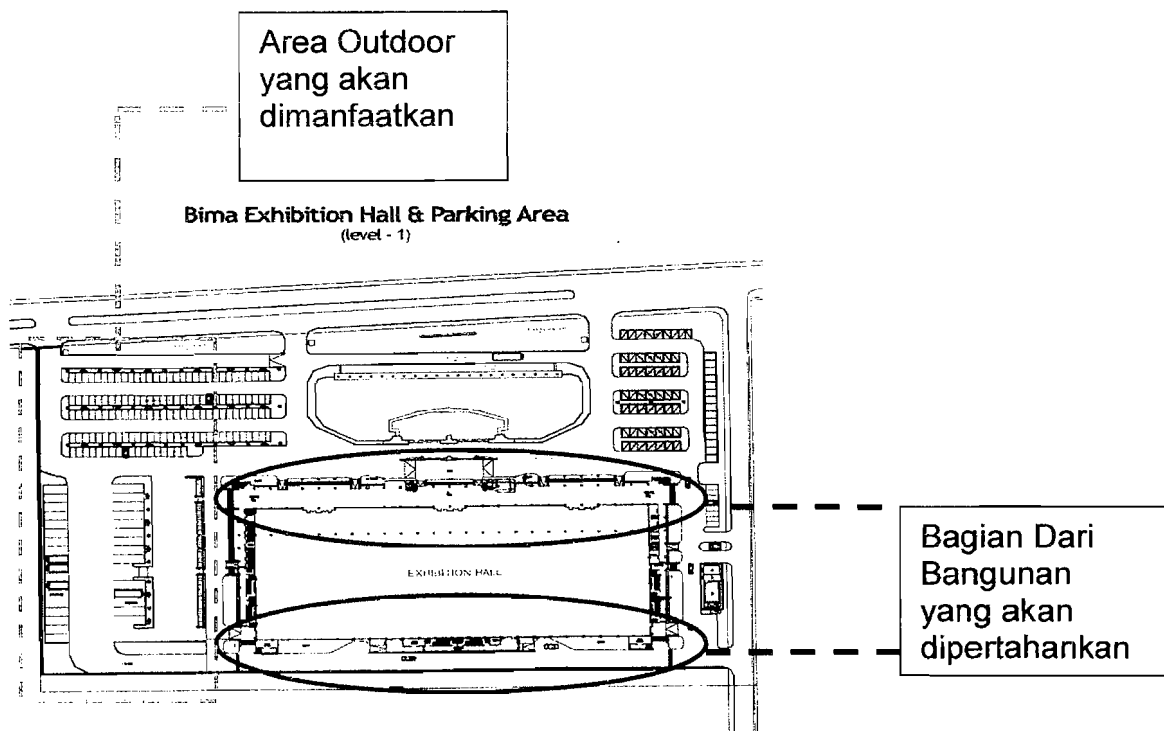 Area Outdoor
yang akan
dimanfaatkan
Bima Exhibition Hall & Parking Area
(level - 1)
EXHIBITION HALL
Bagian Dari
Bangunan
yang akan
dipertahankan